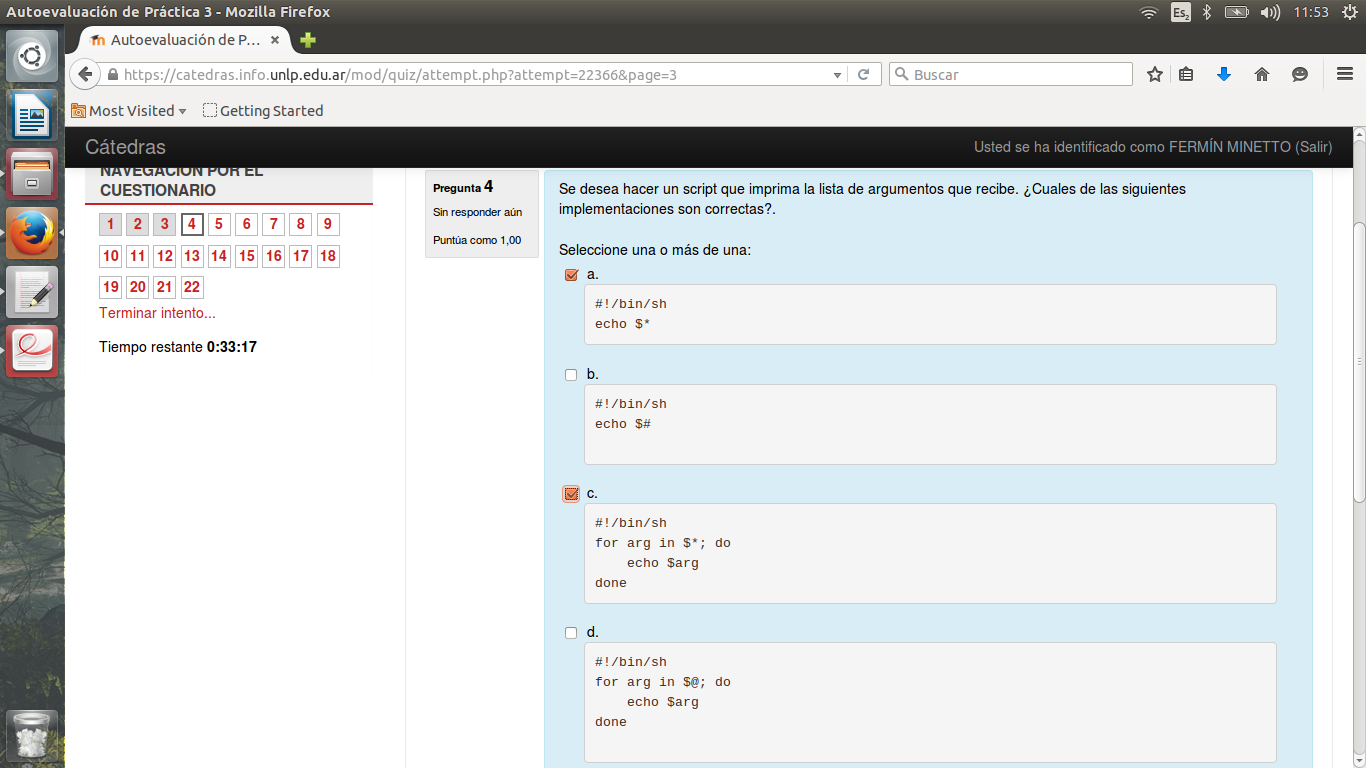 Autoevaluación de Práctica 3 - Mozilla Firefox
Es2
11:53
Autoevaluación de P...
https://catedras.info.unlp.edu.ar/mod/quiz/attempt.php?attempt=22366&page=3
Buscar
Most Visited
Getting Started
Cátedras
Usted se ha identificado como FERMÍN MINETTO (Salir)
NAVEGACIÓN POR EL
CUESTIONARIO
1 2 3 4 5 6 7 8 9
10 11 12 13 14 15 16 17 18
19 20 21 22
Terminar intento...
Tiempo restante 0:33:17
Pregunta 4
Sin responder aún
Puntúa como 1,00
Se desea hacer un script que imprima la lista de argumentos que recibe. ¿Cuales de las siguientes
implementaciones son correctas?.
Seleccione una o más de una:
a.
#!/bin/sh
echo $*
b.
#!/bin/sh
echo $#
c.
#!/bin/sh
for arg in $*; do
    echo $arg
done
d.
#!/bin/sh
for arg in $@; do
    echo $arg
done